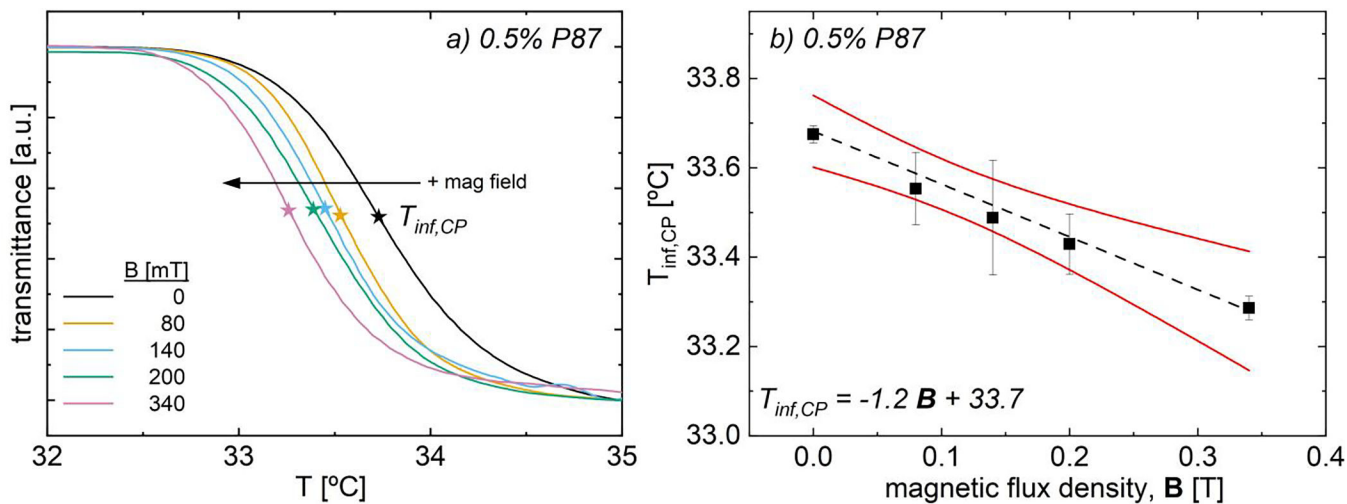 a) 0.5% P87
transmittance [a.u.]
+ mag field
T_inf,CP
B [mT]
0
80
140
200
340
32
33
34
35
T [ºC]
b) 0.5% P87
T_inf,CP [ºC]
33.8
33.6
33.4
33.2
33.0
T_inf,CP = -1.2 B + 33.7
0.0
0.1
0.2
0.3
0.4
magnetic flux density, B [T]